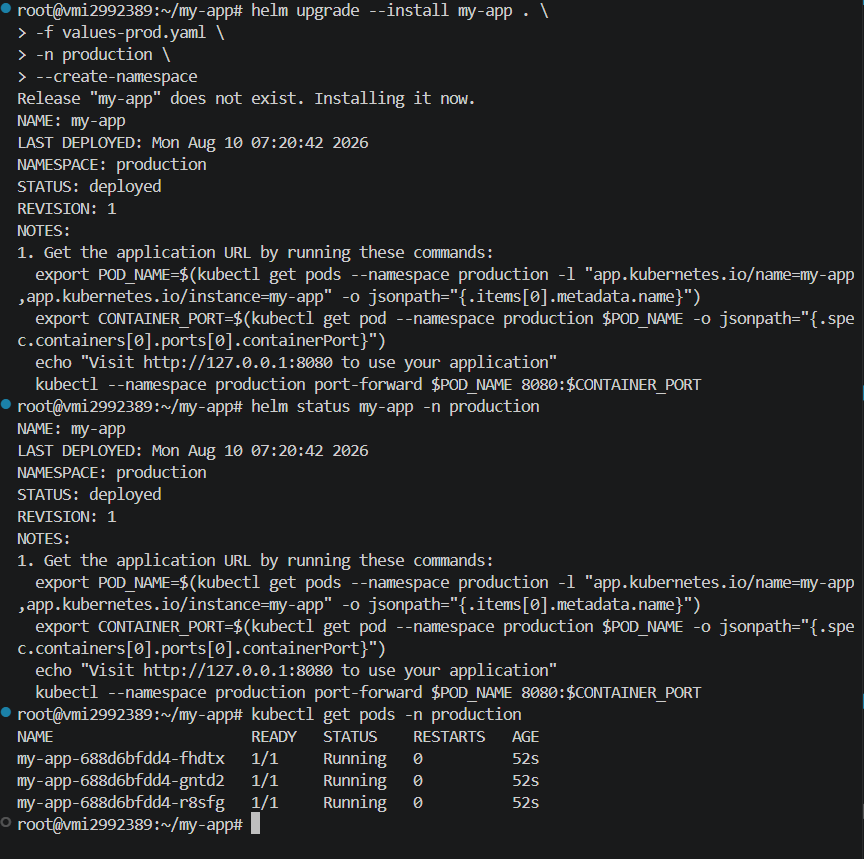 root@vmi2992389:~/my-app# helm upgrade --install my-app . \
> -f values-prod.yaml \
> -n production \
> --create-namespace
Release "my-app" does not exist. Installing it now.
NAME: my-app
LAST DEPLOYED: Mon Aug 10 07:20:42 2026
NAMESPACE: production
STATUS: deployed
REVISION: 1
NOTES:
1. Get the application URL by running these commands:
  export POD_NAME=$(kubectl get pods --namespace production -l "app.kubernetes.io/name=my-app
,app.kubernetes.io/instance=my-app" -o jsonpath="{.items[0].metadata.name}")
  export CONTAINER_PORT=$(kubectl get pod --namespace production $POD_NAME -o jsonpath="{.spe
c.containers[0].ports[0].containerPort}")
  echo "Visit http://127.0.0.1:8080 to use your application"
  kubectl --namespace production port-forward $POD_NAME 8080:$CONTAINER_PORT
root@vmi2992389:~/my-app# helm status my-app -n production
NAME: my-app
LAST DEPLOYED: Mon Aug 10 07:20:42 2026
NAMESPACE: production
STATUS: deployed
REVISION: 1
NOTES:
1. Get the application URL by running these commands:
  export POD_NAME=$(kubectl get pods --namespace production -l "app.kubernetes.io/name=my-app
,app.kubernetes.io/instance=my-app" -o jsonpath="{.items[0].metadata.name}")
  export CONTAINER_PORT=$(kubectl get pod --namespace production $POD_NAME -o jsonpath="{.spe
c.containers[0].ports[0].containerPort}")
  echo "Visit http://127.0.0.1:8080 to use your application"
  kubectl --namespace production port-forward $POD_NAME 8080:$CONTAINER_PORT
root@vmi2992389:~/my-app# kubectl get pods -n production
NAME                      READY   STATUS    RESTARTS   AGE
my-app-688d6bfdd4-fhdtx   1/1     Running   0          52s
my-app-688d6bfdd4-gntd2   1/1     Running   0          52s
my-app-688d6bfdd4-r8sfg   1/1     Running   0          52s
root@vmi2992389:~/my-app#